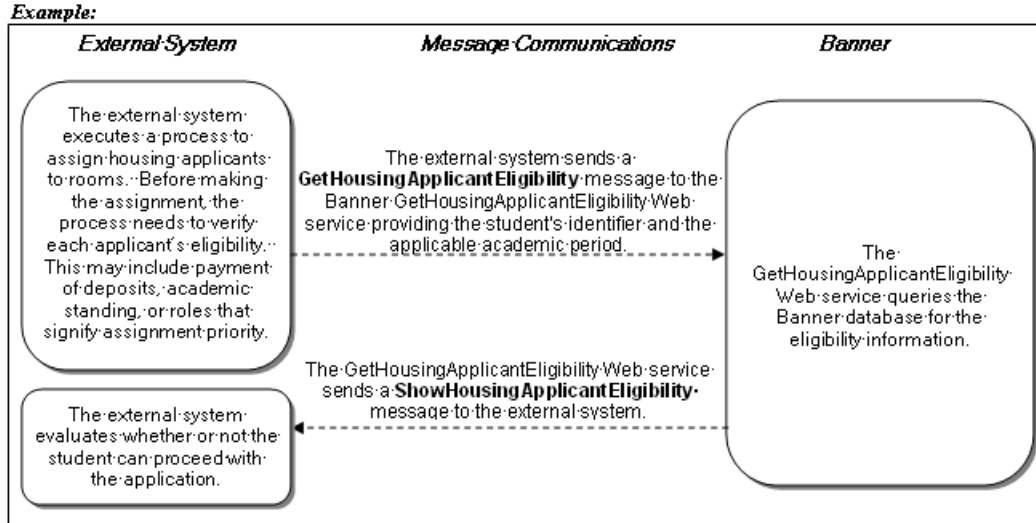 Example:
External System
Message Communications
Banner
The external system
executes a process to
assign housing applicants
to rooms. Before making
the assignment, the
process needs to verify
each applicant's eligibility.
This may include payment
of deposits, academic
standing, or roles that
signify assignment priority.
The external system sends a
GetHousingApplicantEligibility message to the
Banner GetHousingApplicantEligibility Web
service providing the student's identifier and the
applicable academic period.
The
GetHousingApplicantEligibility
Web service queries the
Banner database for the
eligibility information.
The GetHousingApplicantEligibility Web service
sends a ShowHousingApplicantEligibility
message to the external system.
The external system
evaluates whether or not the
student can proceed with
the application.